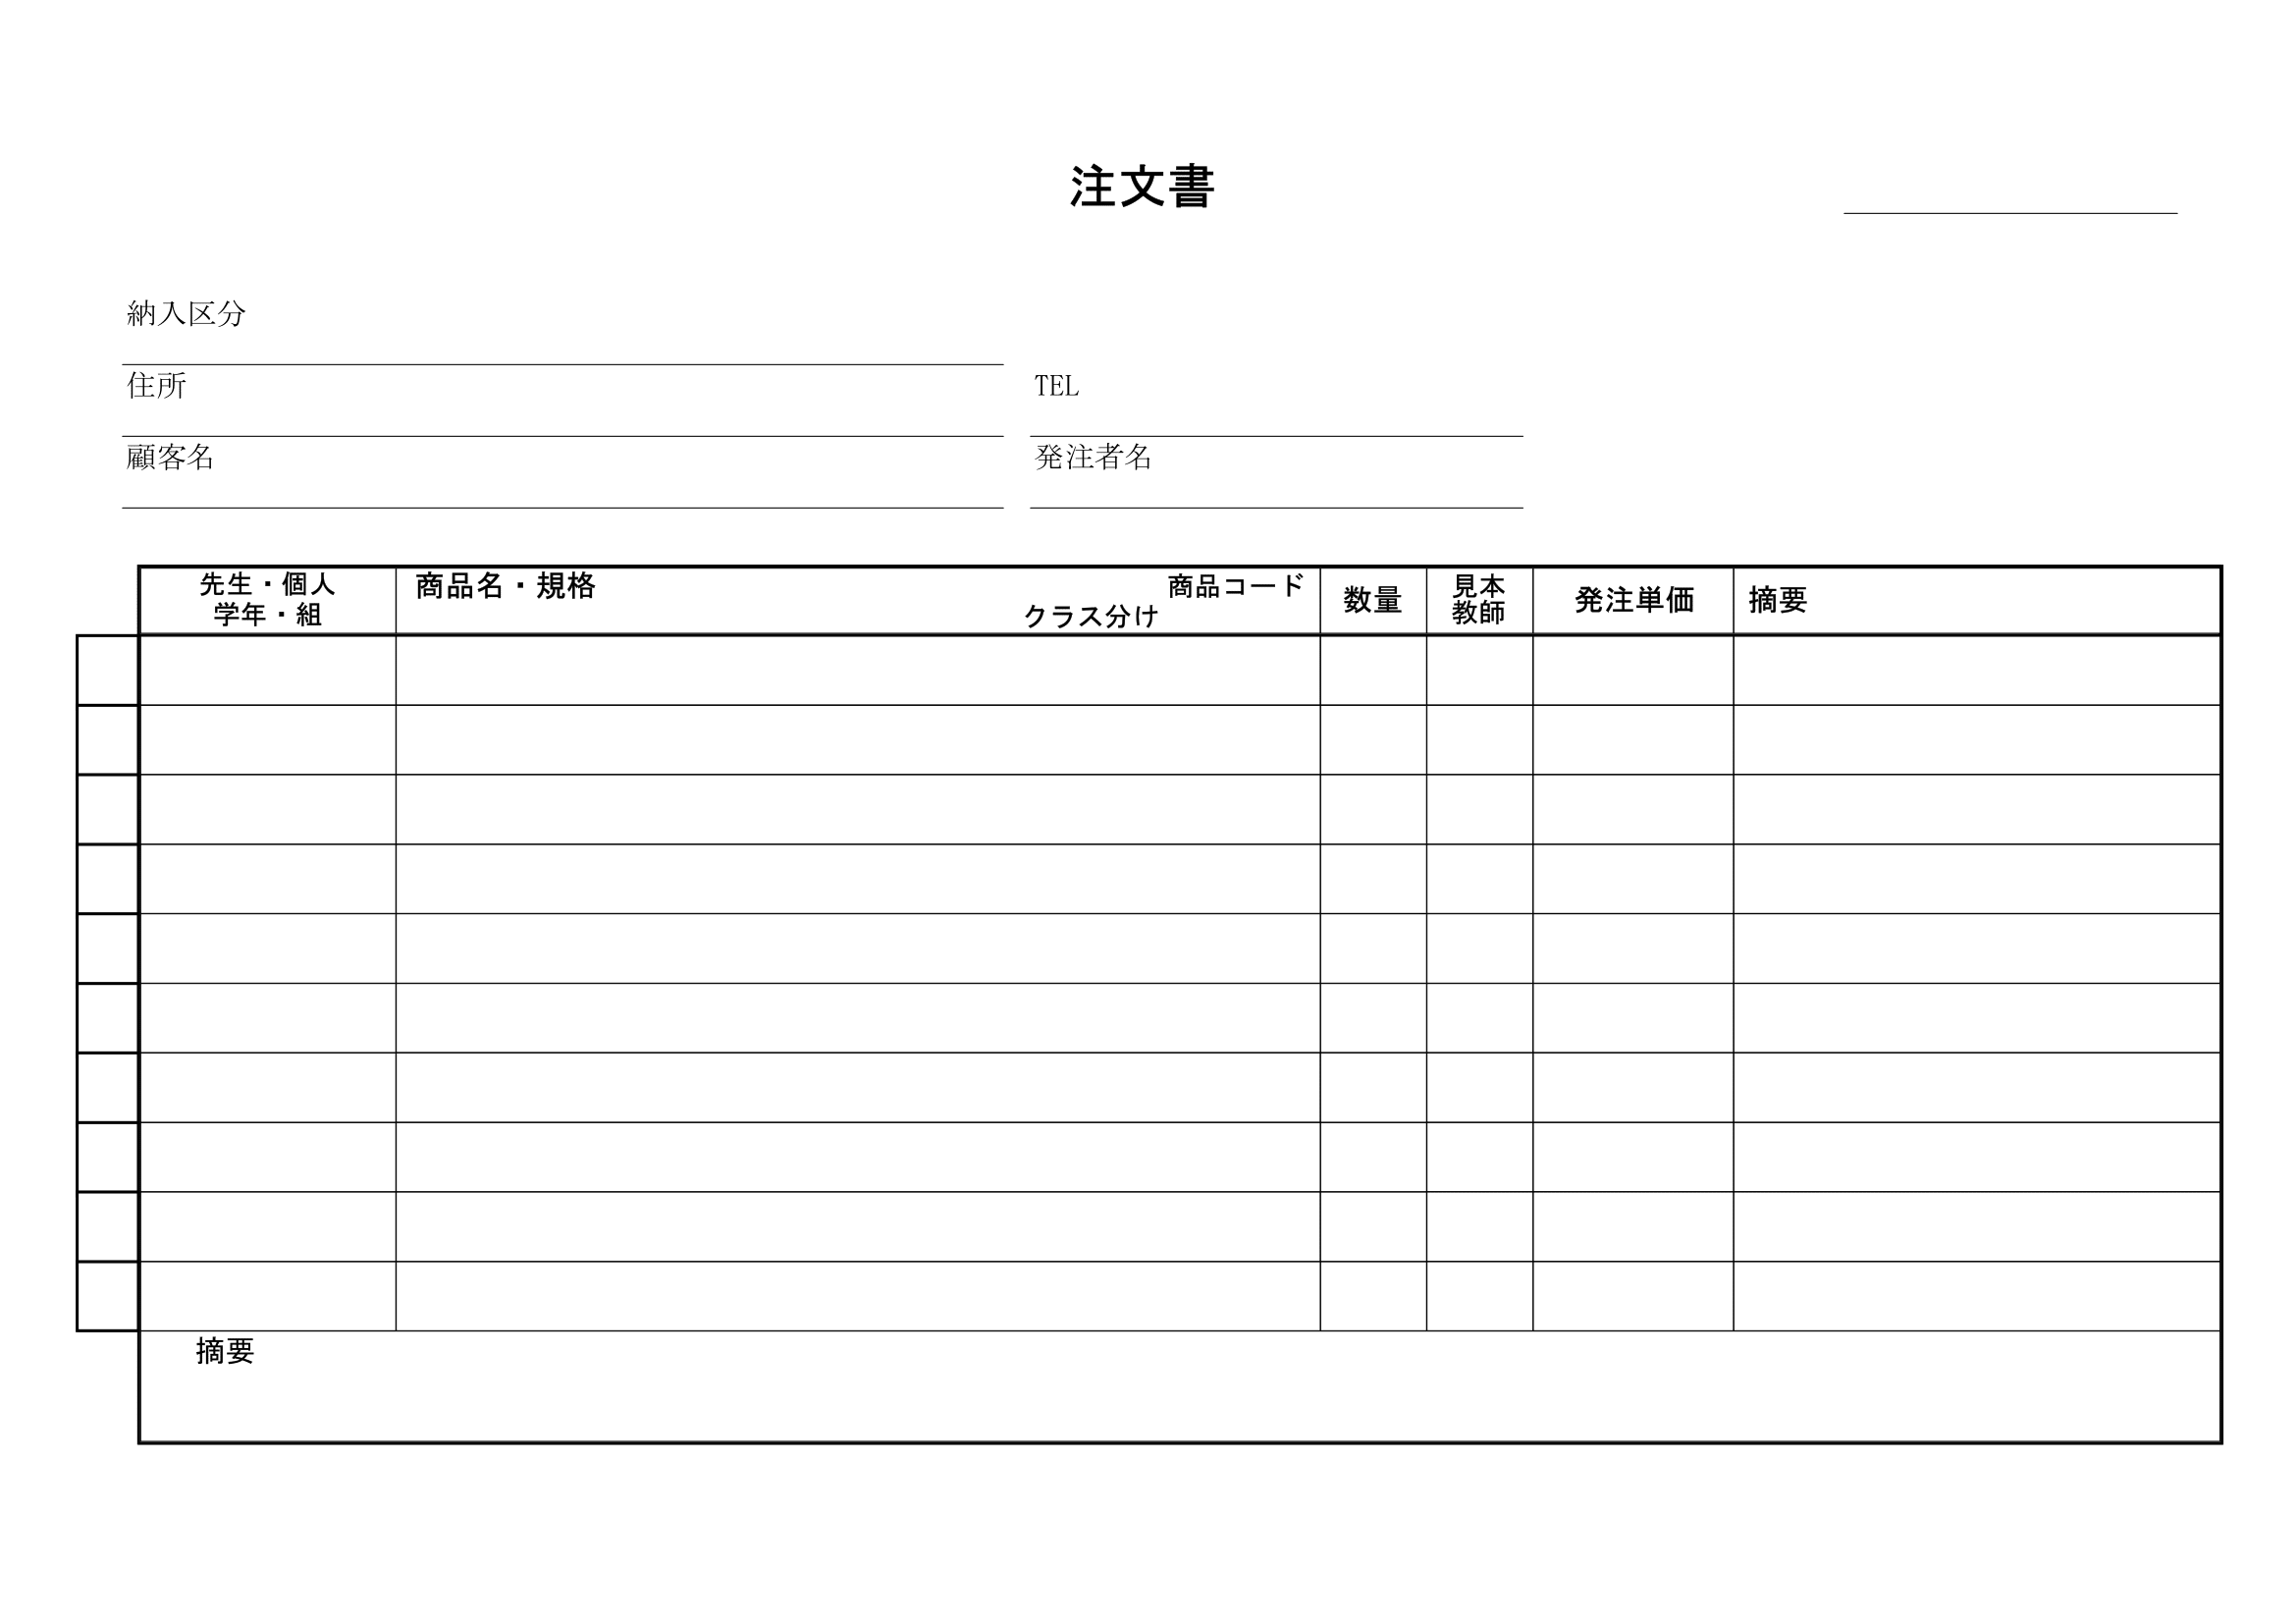 注文書
納入区分
住所
TEL
顧客名
発注者名
先生・個人
学年・組
商品名・規格
商品コード
クラス分け
数量
見本
教師
発注単価
摘要
摘要